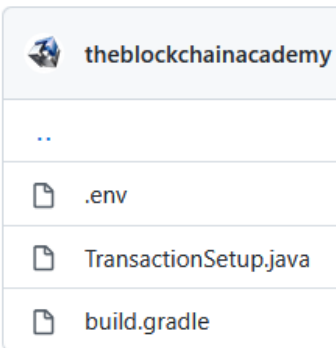 theblockchainacademy
..
.env
TransactionSetup.java
build.gradle